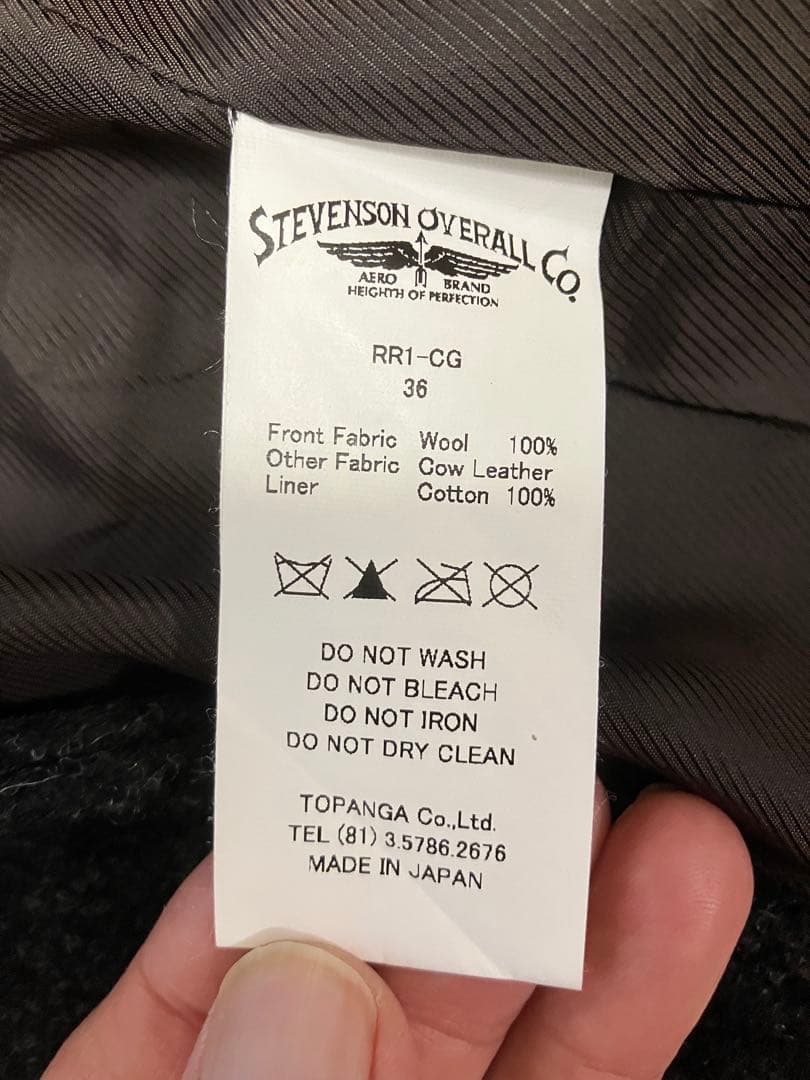 STEVENSON OVERALL CO.
AERO BRAND
HEIGHTH OF PERFECTION
RR1-CG
36
Front Fabric Wool 100%
Other Fabric Cow Leather
Liner Cotton 100%
DO NOT WASH
DO NOT BLEACH
DO NOT IRON
DO NOT DRY CLEAN
TOPANGA Co.,Ltd.
TEL (81) 3.5786.2676
MADE IN JAPAN